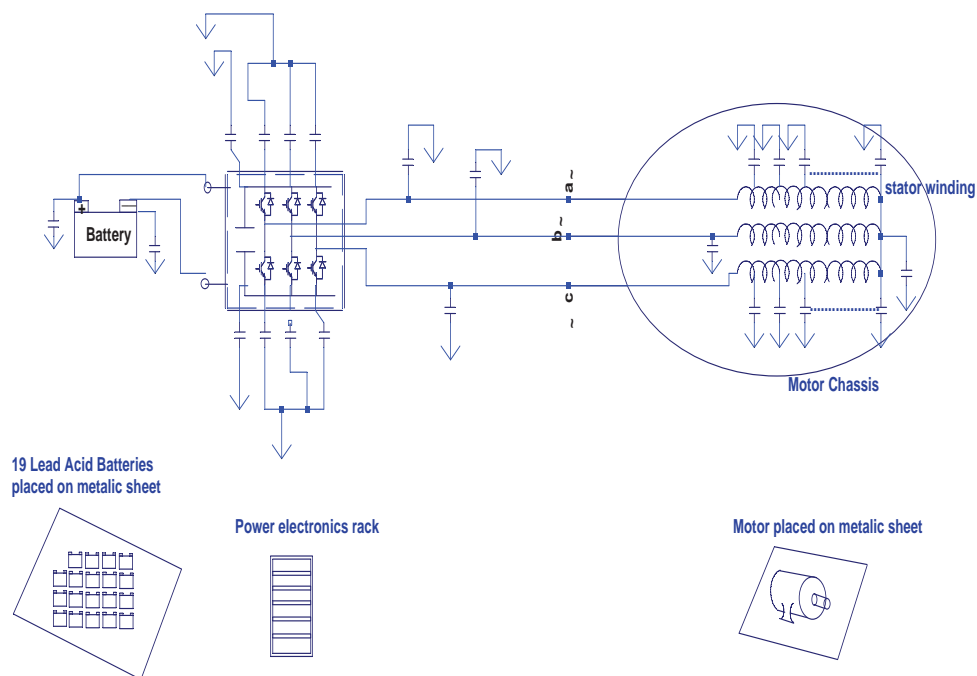 a ~
stator winding
+
Battery
b ~
~ c
Motor Chassis
19 Lead Acid Batteries
placed on metalic sheet
Power electronics rack
Motor placed on metalic sheet